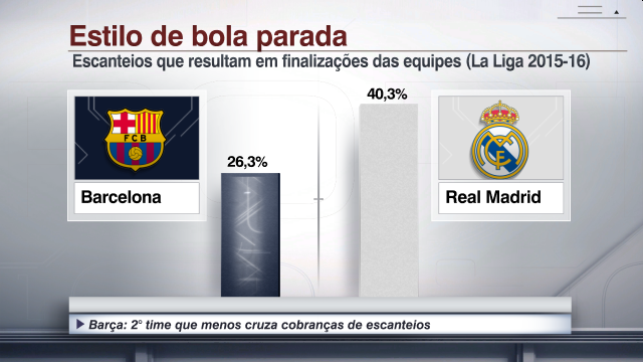 Estilo de bola parada
Escanteios que resultam em finalizações das equipes (La Liga 2015-16)
40,3%
26,3%
FCB
Barcelona
Real Madrid
Barça: 2° time que menos cruza cobranças de escanteios